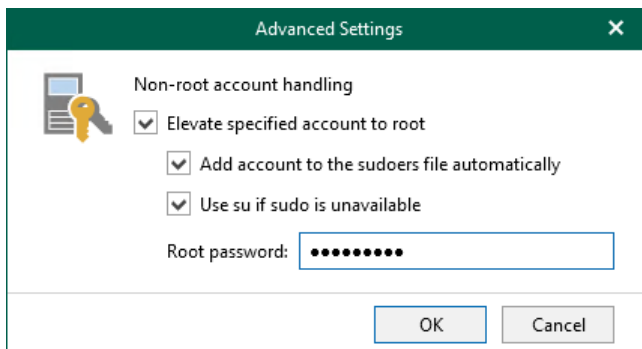 Advanced Settings
Non-root account handling
Elevate specified account to root
Add account to the sudoers file automatically
Use su if sudo is unavailable
Root password: •••••••••
OK Cancel